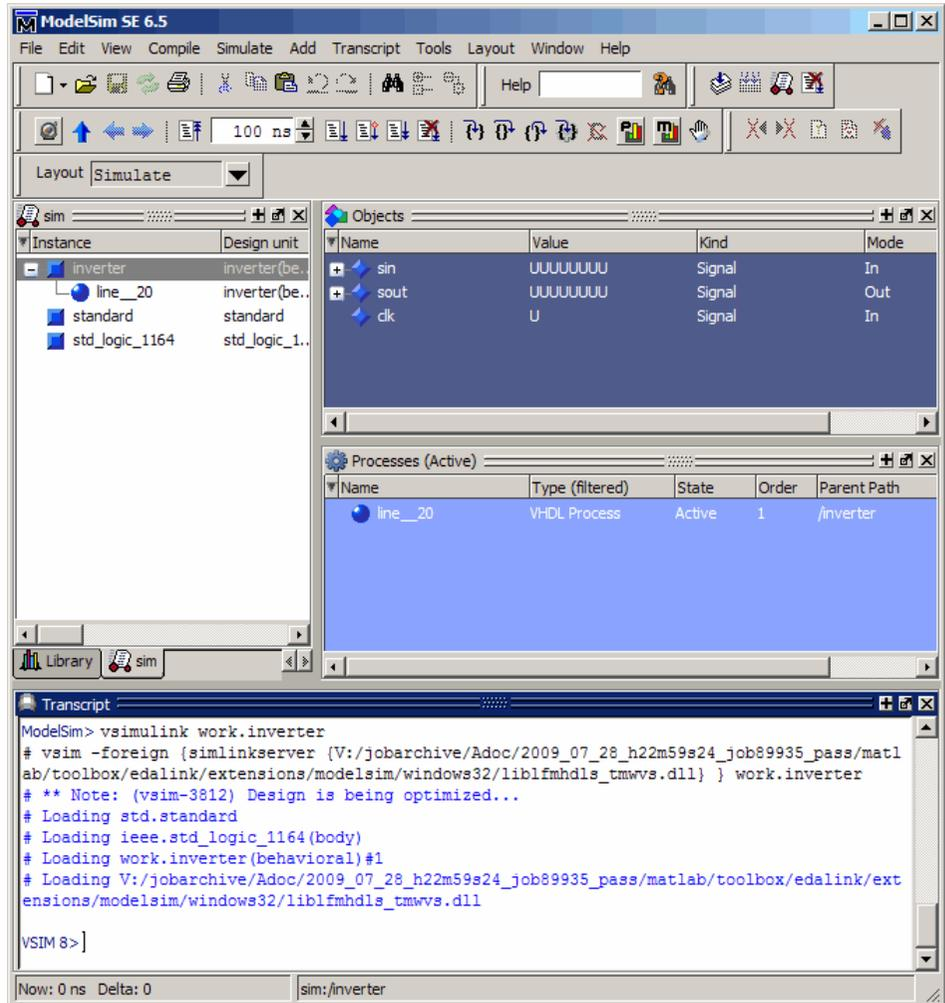 ModelSim SE 6.5
File Edit View Compile Simulate Add Transcript Tools Layout Window Help
Help
100 ns
Layout Simulate
sim
Instance Design unit
inverter inverter(be..
line__20 inverter(be..
standard standard
std_logic_1164 std_logic_1..
Library sim
Objects
Name Value Kind Mode
sin UUUUUUUU Signal In
sout UUUUUUUU Signal Out
clk U Signal In
Processes (Active)
Name Type (filtered) State Order Parent Path
line__20 VHDL Process Active 1 /inverter
Transcript
ModelSim> vsimulink work.inverter
# vsim -foreign {simlinkserver {V:/jobarchive/Adoc/2009_07_28_h22m59s24_job89935_pass/matl
ab/toolbox/edalink/extensions/modelsim/windows32/liblfmhdls_tmwvs.dll} } work.inverter
# ** Note: (vsim-3812) Design is being optimized...
# Loading std.standard
# Loading ieee.std_logic_1164(body)
# Loading work.inverter(behavioral)#1
# Loading V:/jobarchive/Adoc/2009_07_28_h22m59s24_job89935_pass/matlab/toolbox/edalink/ext
ensions/modelsim/windows32/liblfmhdls_tmwvs.dll
VSIM 8>
Now: 0 ns Delta: 0 sim:/inverter